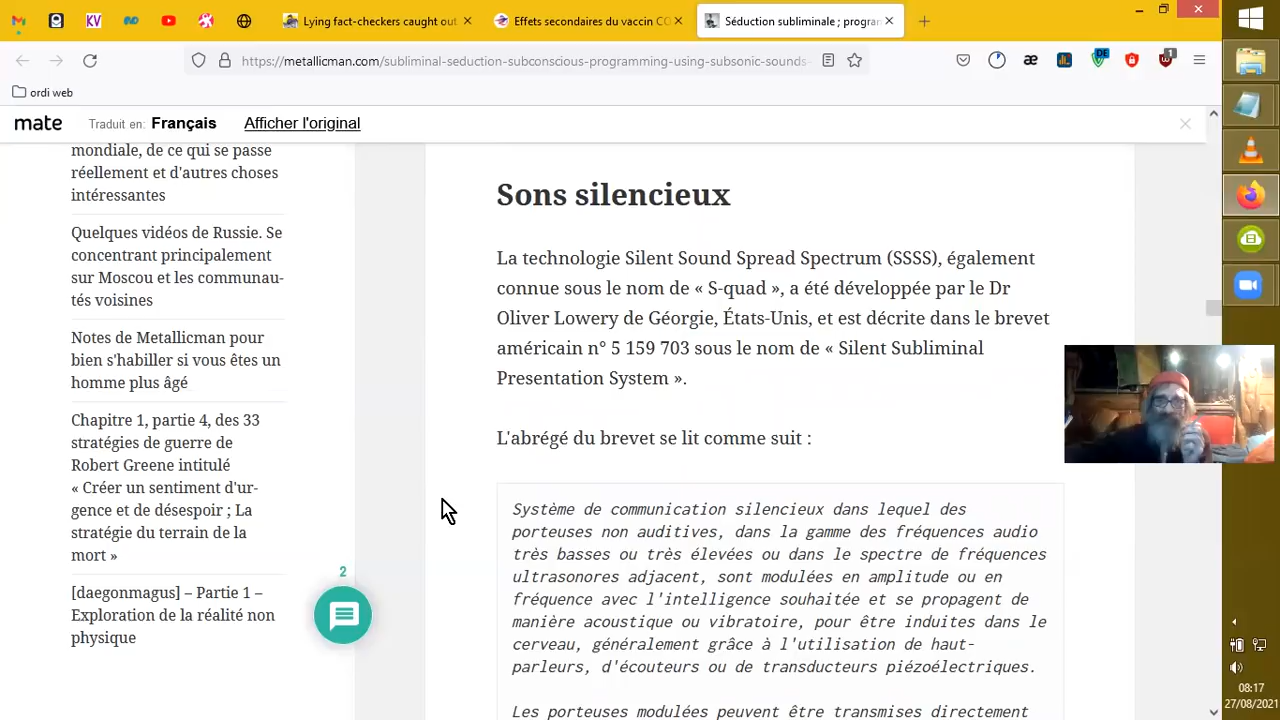 Lying fact-checkers caught out
Effets secondaires du vaccin CO
Séduction subliminale ; program
https://metallicman.com/subliminal-seduction-subconscious-programming-using-subsonic-sounds-
ordi web
mate
Traduit en: Français
Afficher l'original
mondiale, de ce qui se passe
réellement et d'autres choses
intéressantes
Quelques vidéos de Russie. Se
concentrant principalement
sur Moscou et les communau-
tés voisines
Notes de Metallicman pour
bien s'habiller si vous êtes un
homme plus âgé
Chapitre 1, partie 4, des 33
stratégies de guerre de
Robert Greene intitulé
« Créer un sentiment d'ur-
gence et de désespoir ; La
stratégie du terrain de la
mort »
[daegonmagus] – Partie 1 –
Exploration de la réalité non
physique
2
Sons silencieux
La technologie Silent Sound Spread Spectrum (SSSS), également
connue sous le nom de « S-quad », a été développée par le Dr
Oliver Lowery de Géorgie, États-Unis, et est décrite dans le brevet
américain n° 5 159 703 sous le nom de « Silent Subliminal
Presentation System ».
L'abrégé du brevet se lit comme suit :
Système de communication silencieux dans lequel des
porteuses non auditives, dans la gamme des fréquences audio
très basses ou très élevées ou dans le spectre de fréquences
ultrasonores adjacent, sont modulées en amplitude ou en
fréquence avec l'intelligence souhaitée et se propagent de
manière acoustique ou vibratoire, pour être induites dans le
cerveau, généralement grâce à l'utilisation de haut-
parleurs, d'écouteurs ou de transducteurs piézoélectriques.
Les porteuses modulées peuvent être transmises directement
KV
æ
DE
1
08:17
27/08/2021